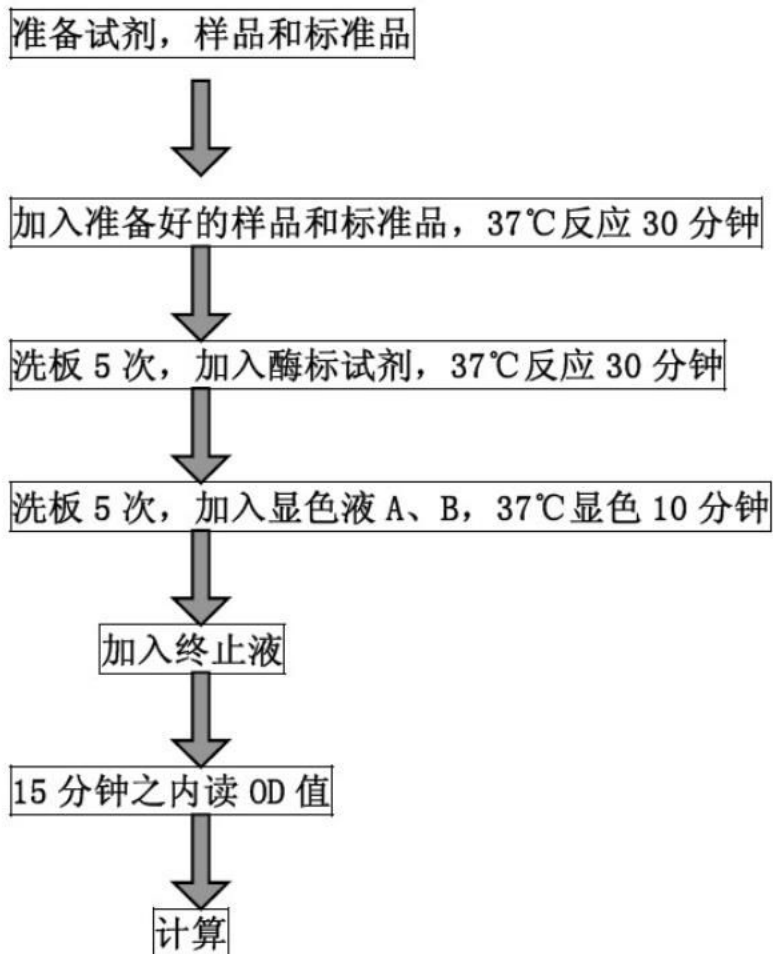 准备试剂，样品和标准品
加入准备好的样品和标准品，37℃反应 30 分钟
洗板 5 次，加入酶标试剂，37℃反应 30 分钟
洗板 5 次，加入显色液 A、B，37℃显色 10 分钟
加入终止液
15 分钟之内读 OD 值
计算